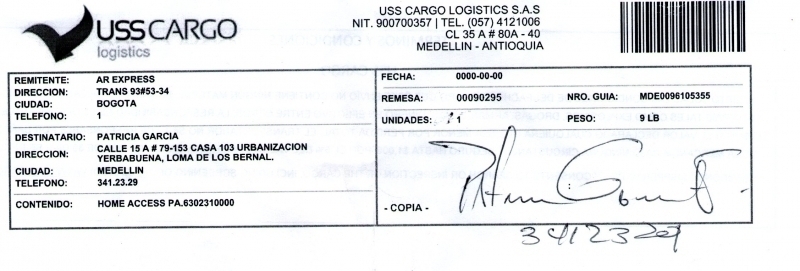 USSCARGO
logistics
USS CARGO LOGISTICS S.A.S
NIT. 900700357 | TEL. (057) 4121006
CL 35 A # 80A - 40
MEDELLIN - ANTIOQUIA
REMITENTE: AR EXPRESS
DIRECCION: TRANS 93#53-34
CIUDAD: BOGOTA
TELEFONO: 1
FECHA: 0000-00-00
REMESA: 00090295 NRO. GUIA: MDE0096105355
UNIDADES: 1 PESO: 9 LB
DESTINATARIO: PATRICIA GARCIA
DIRECCION: CALLE 15 A # 79-153 CASA 103 URBANIZACION
YERBABUENA, LOMA DE LOS BERNAL.
CIUDAD: MEDELLIN
TELEFONO: 341.23.29
CONTENIDO: HOME ACCESS PA.6302310000
- COPIA -
3412329